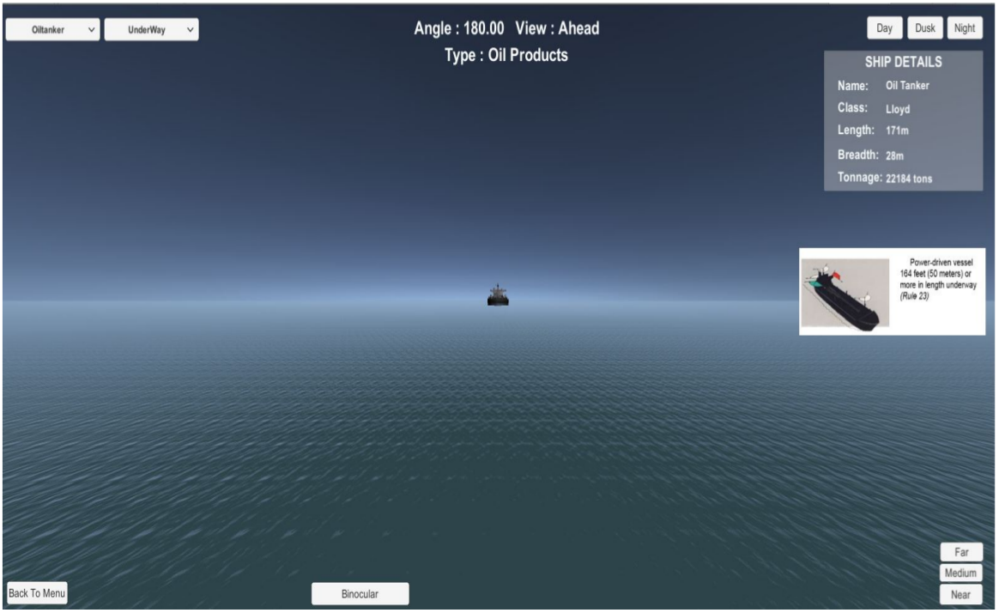 Oiltanker
UnderWay
Angle : 180.00 View : Ahead
Type : Oil Products
Day
Dusk
Night
SHIP DETAILS
Name: Oil Tanker
Class: Lloyd
Length: 171m
Breadth: 28m
Tonnage: 22184 tons
Power-driven vessel
164 feet (50 meters) or
more in length underway
(Rule 23)
Far
Medium
Near
Back To Menu
Binocular